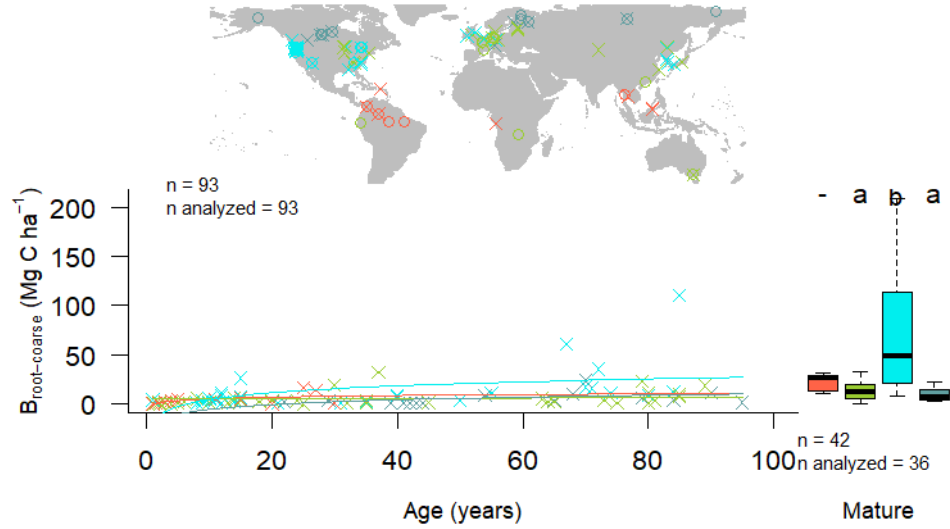 n = 93
n analyzed = 93
- a b a
200
150
100
50
0
B root−coarse (Mg C ha−1)
0 20 40 60 80 100
n = 42
n analyzed = 36
Age (years)
Mature